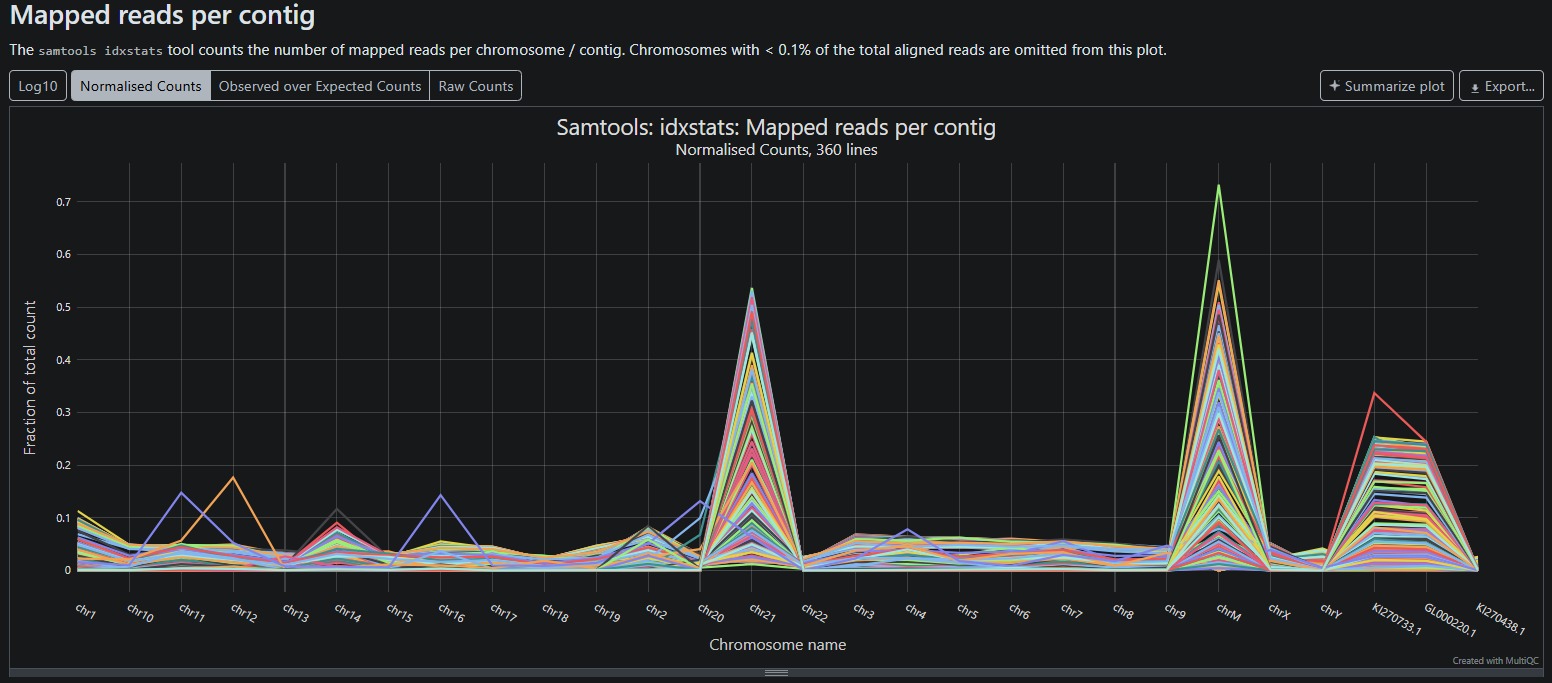 Mapped reads per contig
The samtools idxstats tool counts the number of mapped reads per chromosome / contig. Chromosomes with < 0.1% of the total aligned reads are omitted from this plot.
Log10 Normalised Counts Observed over Expected Counts Raw Counts Summarize plot Export...
Samtools: idxstats: Mapped reads per contig
Normalised Counts, 360 lines
Fraction of total count
0.7
0.6
0.5
0.4
0.3
0.2
0.1
0
chr1 chr10 chr11 chr12 chr13 chr14 chr15 chr16 chr17 chr18 chr19 chr2 chr20 chr21 chr22 chr3 chr4 chr5 chr6 chr7 chr8 chr9 chrM chrX chrY KI270733.1 GL000220.1 KI270438.1
Chromosome name
Created with MultiQC